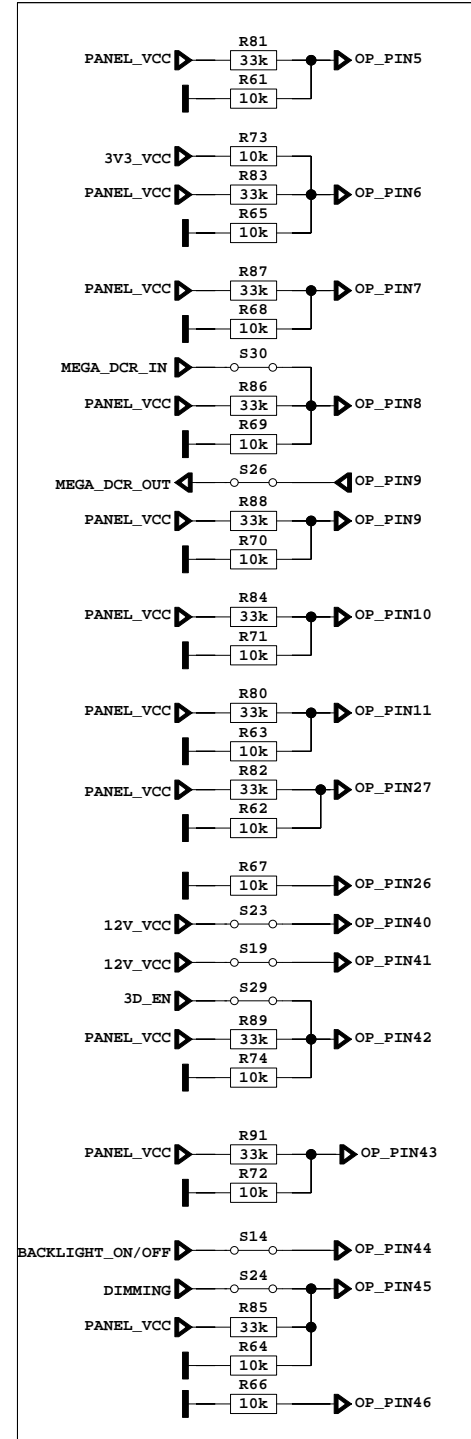 R81
PANEL_VCC 33k OP_PIN5
R61
10k
R73
3V3_VCC 10k
R83
PANEL_VCC 33k OP_PIN6
R65
10k
R87
PANEL_VCC 33k OP_PIN7
R68
10k
S30
MEGA_DCR_IN
R86
PANEL_VCC 33k OP_PIN8
R69
10k
S26
MEGA_DCR_OUT OP_PIN9
R88
PANEL_VCC 33k OP_PIN9
R70
10k
R84
PANEL_VCC 33k OP_PIN10
R71
10k
R80
PANEL_VCC 33k OP_PIN11
R63
10k
R82
PANEL_VCC 33k OP_PIN27
R62
10k
R67
10k OP_PIN26
S23
12V_VCC OP_PIN40
S19
12V_VCC OP_PIN41
S29
3D_EN
R89
PANEL_VCC 33k OP_PIN42
R74
10k
R91
PANEL_VCC 33k OP_PIN43
R72
10k
S14
BACKLIGHT_ON/OFF OP_PIN44
S24
DIMMING OP_PIN45
R85
PANEL_VCC 33k
R64
10k
R66
10k OP_PIN46